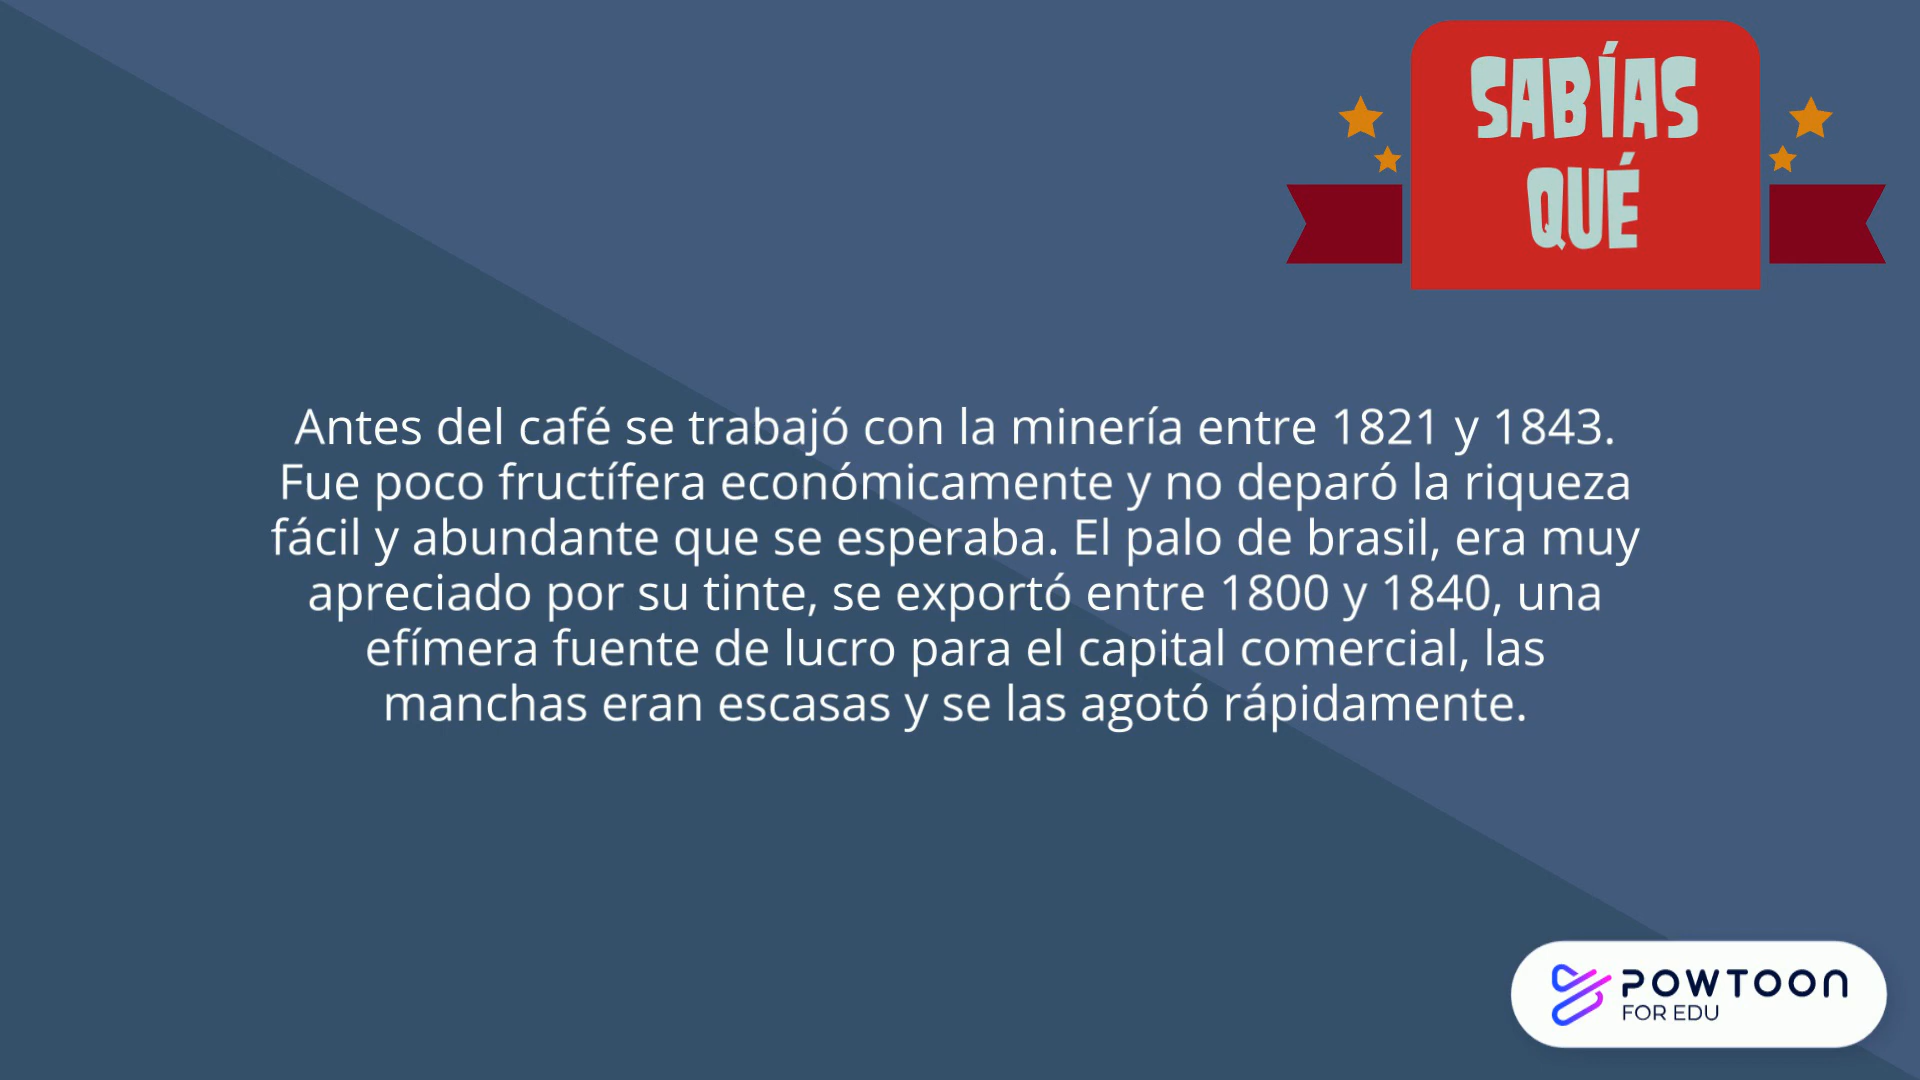 SABÍAS
QUÉ
Antes del café se trabajó con la minería entre 1821 y 1843.
Fue poco fructífera económicamente y no deparó la riqueza
fácil y abundante que se esperaba. El palo de brasil, era muy
apreciado por su tinte, se exportó entre 1800 y 1840, una
efímera fuente de lucro para el capital comercial, las
manchas eran escasas y se las agotó rápidamente.
POWTOON
FOR EDU